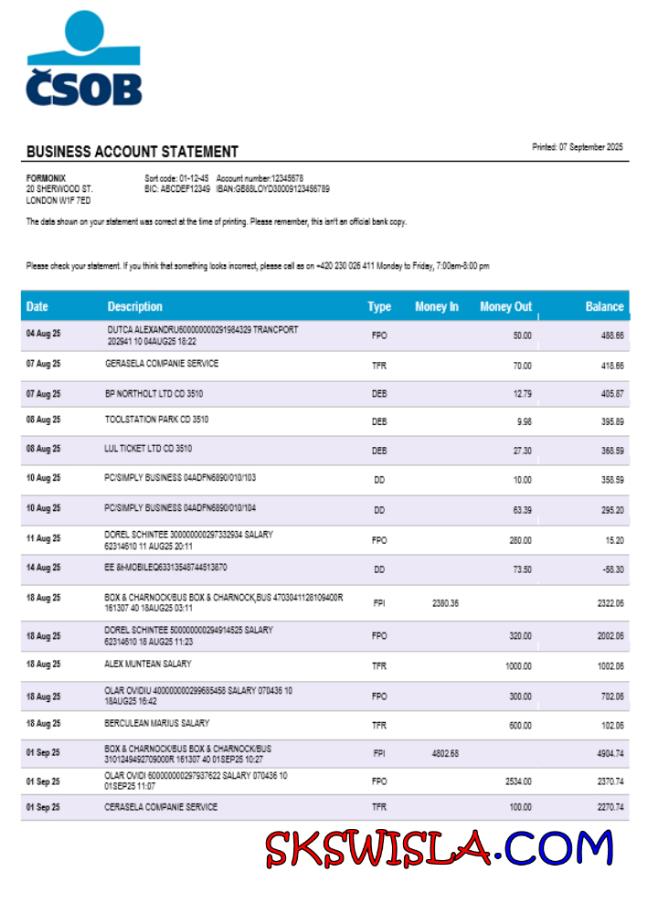 ČSOB
BUSINESS ACCOUNT STATEMENT
Printed: 07 September 2025
FORMONIX Sort code: 01-12-45 Account number:12345678
20 SHERWOOD ST. BIC: ABCDEF12349 IBAN:GB88LOYD30009123456789
LONDON W1F 7ED
The data shown on your statement was correct at the time of printing. Please remember, this isn't an official bank copy.
Please check your statement. If you think that something looks incorrect, please call as on +420 230 026 411 Monday to Friday, 7:00am-8:00 pm
Date Description Type Money In Money Out Balance
04 Aug 25 DUTCA ALEXANDRU600000000291984329 TRANCPORT
202941 10 04AUG25 18:22 FPO 50.00 488.66
07 Aug 25 GERASELA COMPANIE SERVICE TFR 70.00 418.66
07 Aug 25 BP NORTHOLT LTD CD 3510 DEB 12.79 405.87
08 Aug 25 TOOLSTATION PARK CD 3510 DEB 9.98 395.89
08 Aug 25 LUL TICKET LTD CD 3510 DEB 27.30 368.59
10 Aug 25 PC/SIMPLY BUSINESS 04ADFN6890/010/103 DD 10.00 358.59
10 Aug 25 PC/SIMPLY BUSINESS 04ADFN6890/010/104 DD 63.39 295.20
11 Aug 25 DOREL SCHINTEE 300000000297332934 SALARY
62314610 11 AUG25 20:11 FPO 280.00 15.20
14 Aug 25 EE &t-MOBILEQ63313548744513870 DD 73.50 -58.30
18 Aug 25 BOX & CHARNOCK/BUS BOX & CHARNOCK,BUS 4703041128109400R
161307 40 18AUG25 03:11 FPI 2380.36 2322.06
18 Aug 25 DOREL SCHINTEE 500000000294914525 SALARY
62314610 18 AUG25 11:23 FPO 320.00 2002.06
18 Aug 25 ALEX MUNTEAN SALARY TFR 1000.00 1002.06
18 Aug 25 OLAR OVIDIU 400000000299685458 SALARY 070436 10
18AUG25 16:42 FPO 300.00 702.06
18 Aug 25 BERCULEAN MARIUS SALARY TFR 600.00 102.06
01 Sep 25 BOX & CHARNOCK/BUS BOX & CHARNOCK/BUS
3101249492709000R 161307 40 01SEP25 10:27 FPI 4802.68 4904.74
01 Sep 25 OLAR OVIDI 600000000297937622 SALARY 070436 10
01SEP25 11:07 FPO 2534.00 2370.74
01 Sep 25 CERASELA COMPANIE SERVICE TFR 100.00 2270.74
SKSWISLA.COM